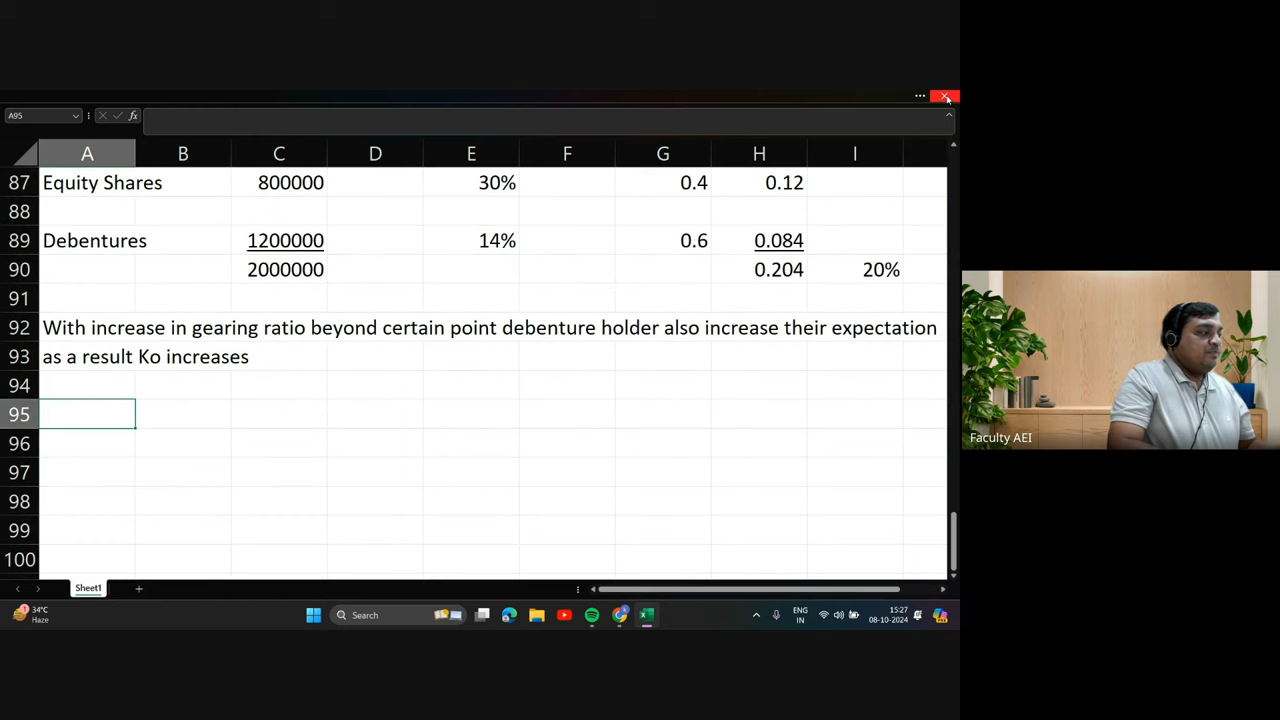 A95
fx
A B C D E F G H I
87 Equity Shares 800000 30% 0.4 0.12
88
89 Debentures 1200000 14% 0.6 0.084
90 2000000 0.204 20%
91
92 With increase in gearing ratio beyond certain point debenture holder also increase their expectation
93 as a result Ko increases
94
95
96
97
98
99
100
Faculty AEI
Sheet1
34°C
Haze
Search
ENG
IN
15:27
08-10-2024